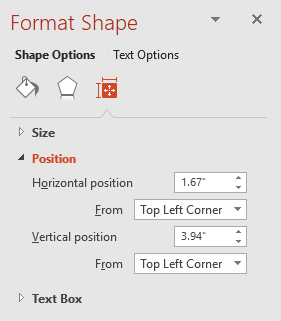 Format Shape
Shape Options Text Options
Size
Position
Horizontal position 1.67"
From Top Left Corner
Vertical position 3.94"
From Top Left Corner
Text Box